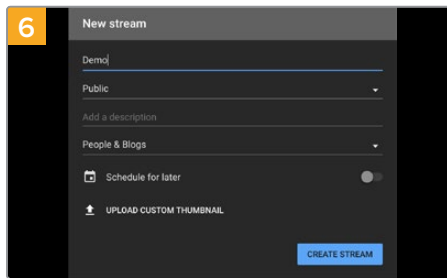 6
New stream
Demo
Public
Add a description
People & Blogs
Schedule for later
UPLOAD CUSTOM THUMBNAIL
CREATE STREAM